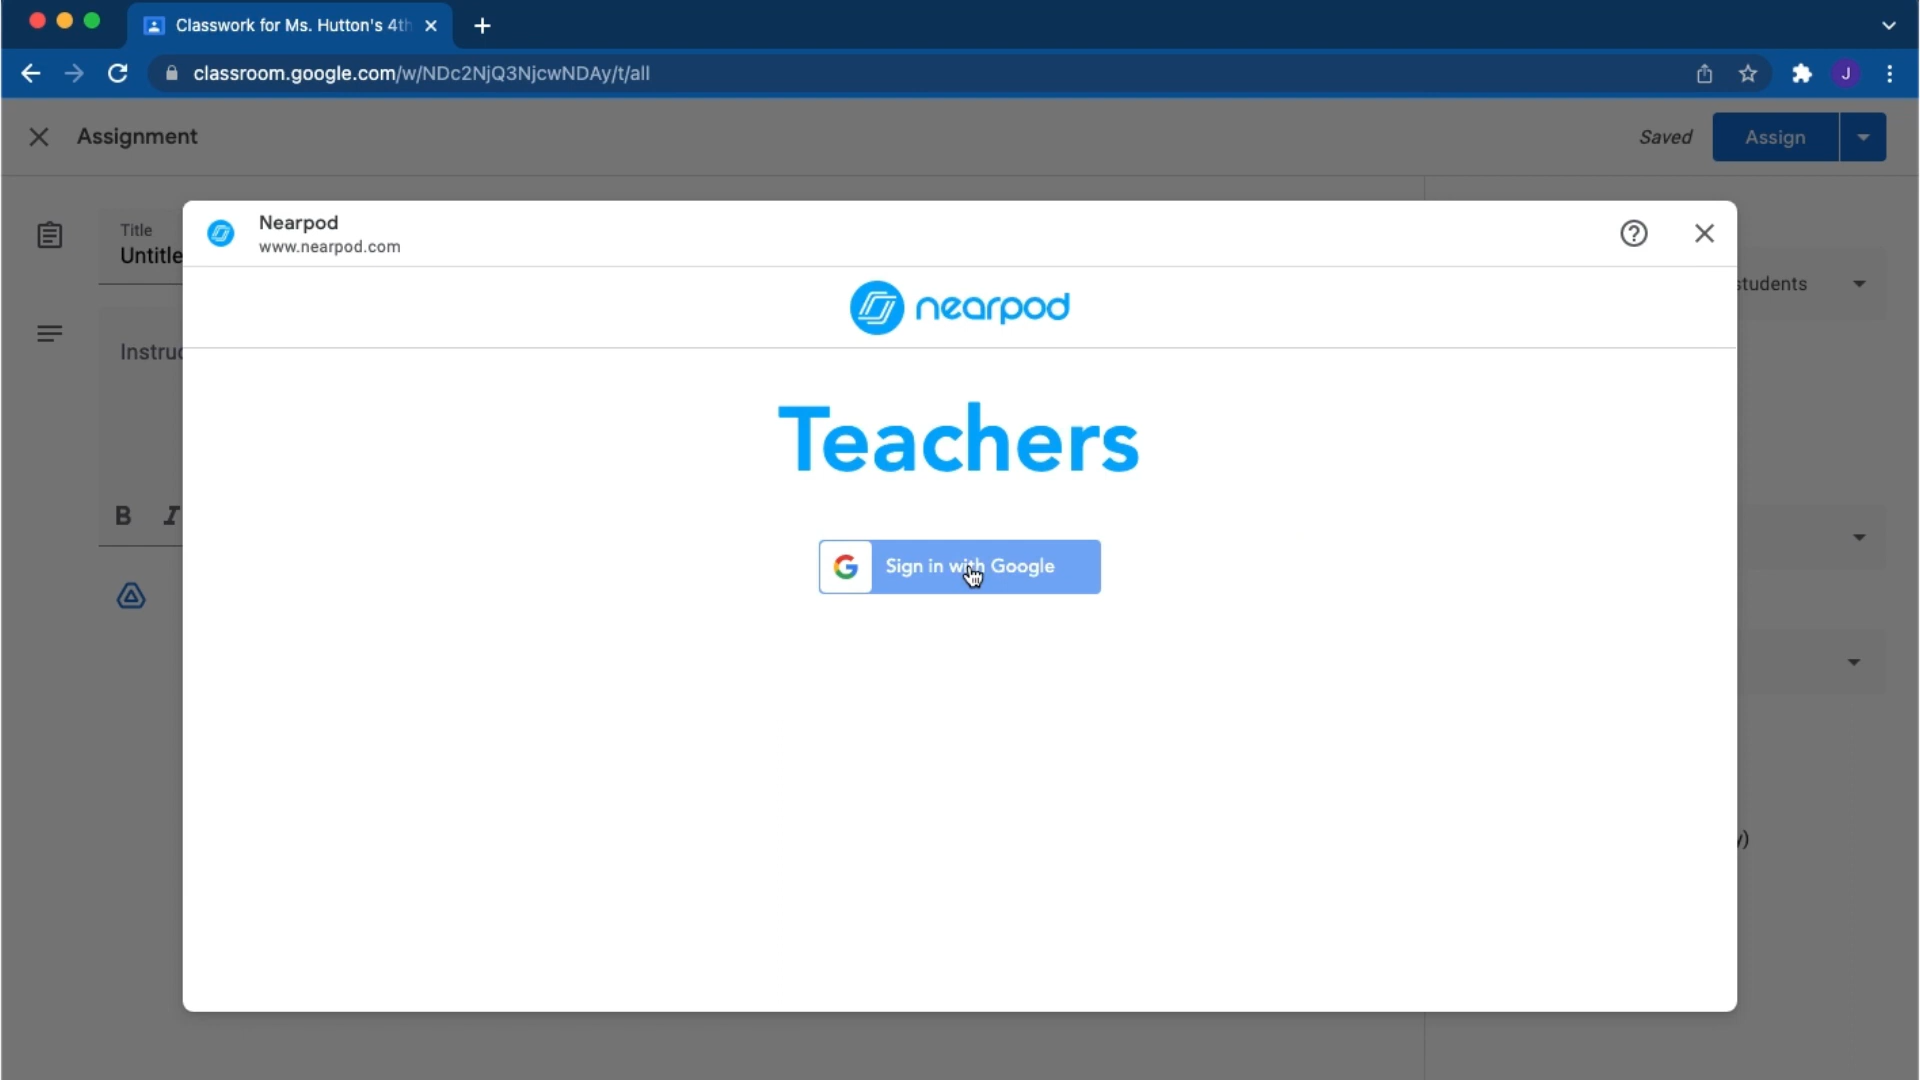 Classwork for Ms. Hutton's 4th
classroom.google.com/w/NDc2NjQ3NjcwNDAy/t/all
J
Assignment
Saved
Assign
Title
Untitle
Nearpod
www.nearpod.com
nearpod
students
Instruc
Teachers
B I
Sign in with Google
y)